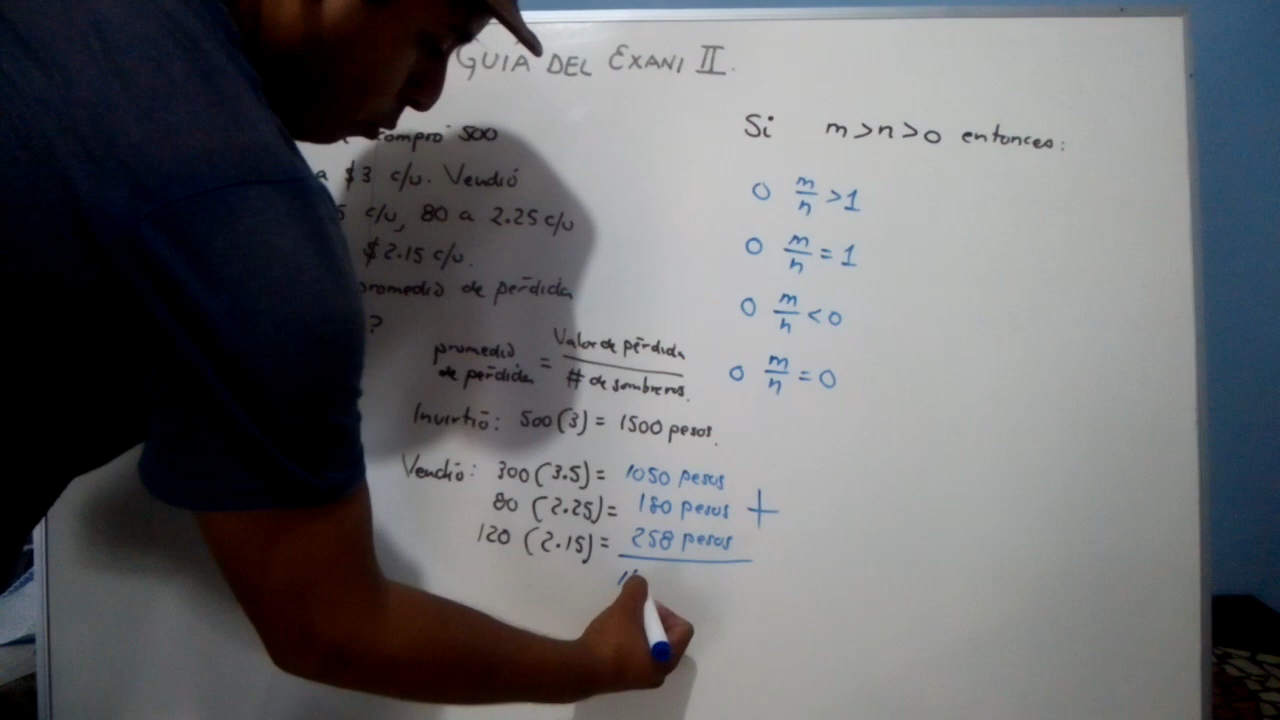 GUIA DEL EXANI II.
compró 500
a $3 c/u. Vendió
5 c/u, 80 a 2.25 c/u
$2.15 c/u.
promedio de pérdida
?
promedio de pérdida = Valor de pérdida / # de sombreros.
Invirtió: 500(3) = 1500 pesos.
Vendió: 300(3.5) = 1050 pesos
80 (2.25) = 180 pesos +
120 (2.15) = 258 pesos
Si m>n>0 entonces:
○ m/n >1
○ m/n = 1
○ m/n < 0
○ m/n = 0